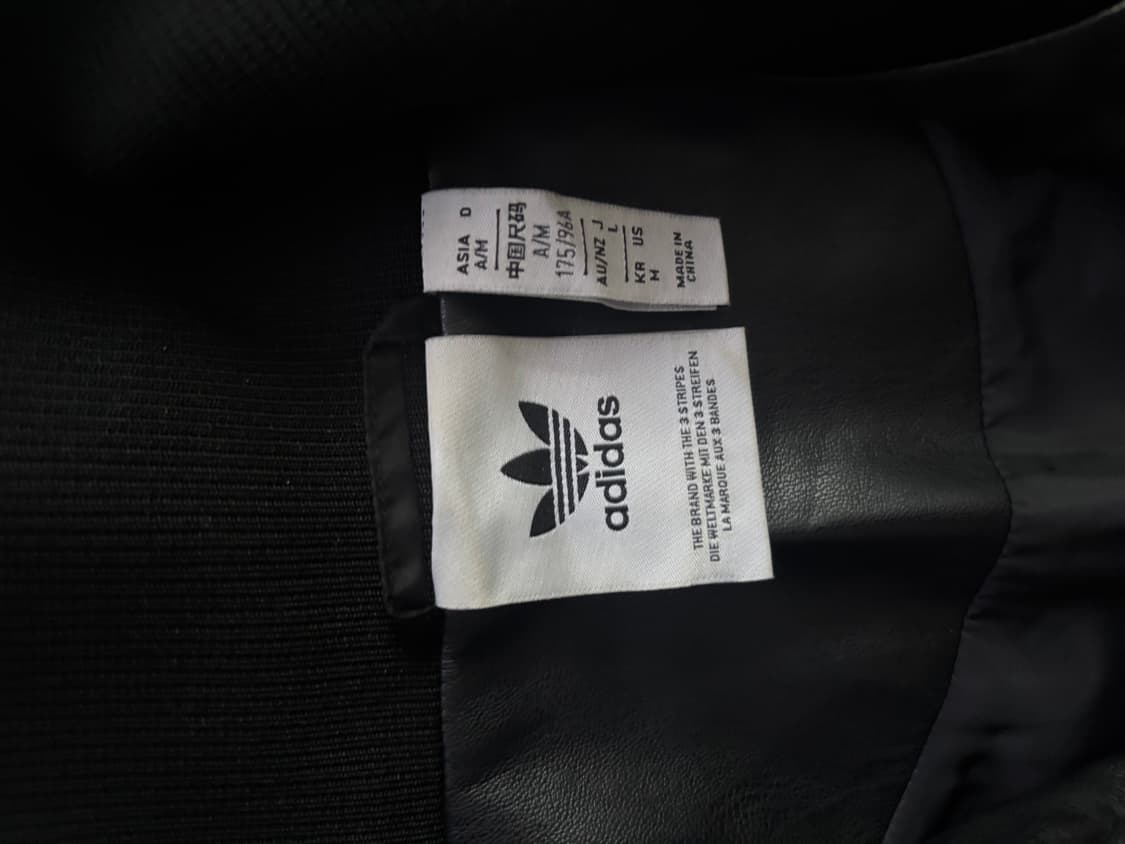 ASIA D
A/M
中国尺码
A/M
175/96A
AU/NZ J
L
KR US
M
MADE IN
CHINA
adidas
THE BRAND WITH THE 3 STRIPES
DIE WELTMARKE MIT DEN 3 STREIFEN
LA MARQUE AUX 3 BANDES